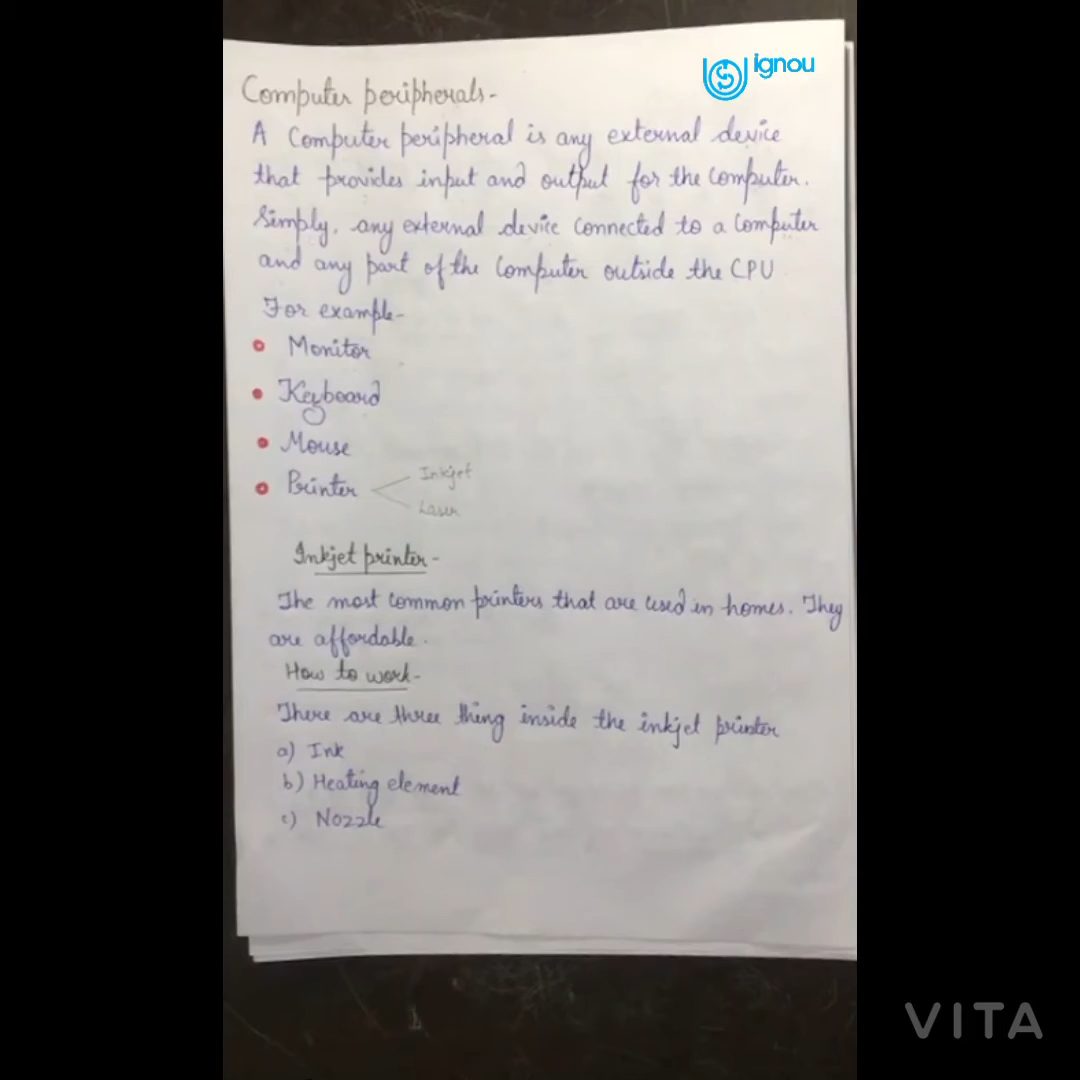 ignou
Computer peripherals-
A Computer peripheral is any external device
that provides input and output for the computer.
Simply, any external device connected to a computer
and any part of the computer outside the CPU
For example-
Monitor
Keyboard
Mouse
Printer
Inkjet
Laser
Inkjet printer-
The most common printers that are used in homes. They
are affordable.
How to work-
There are three thing inside the inkjet printer
a) Ink
b) Heating element
c) Nozzle
VITA